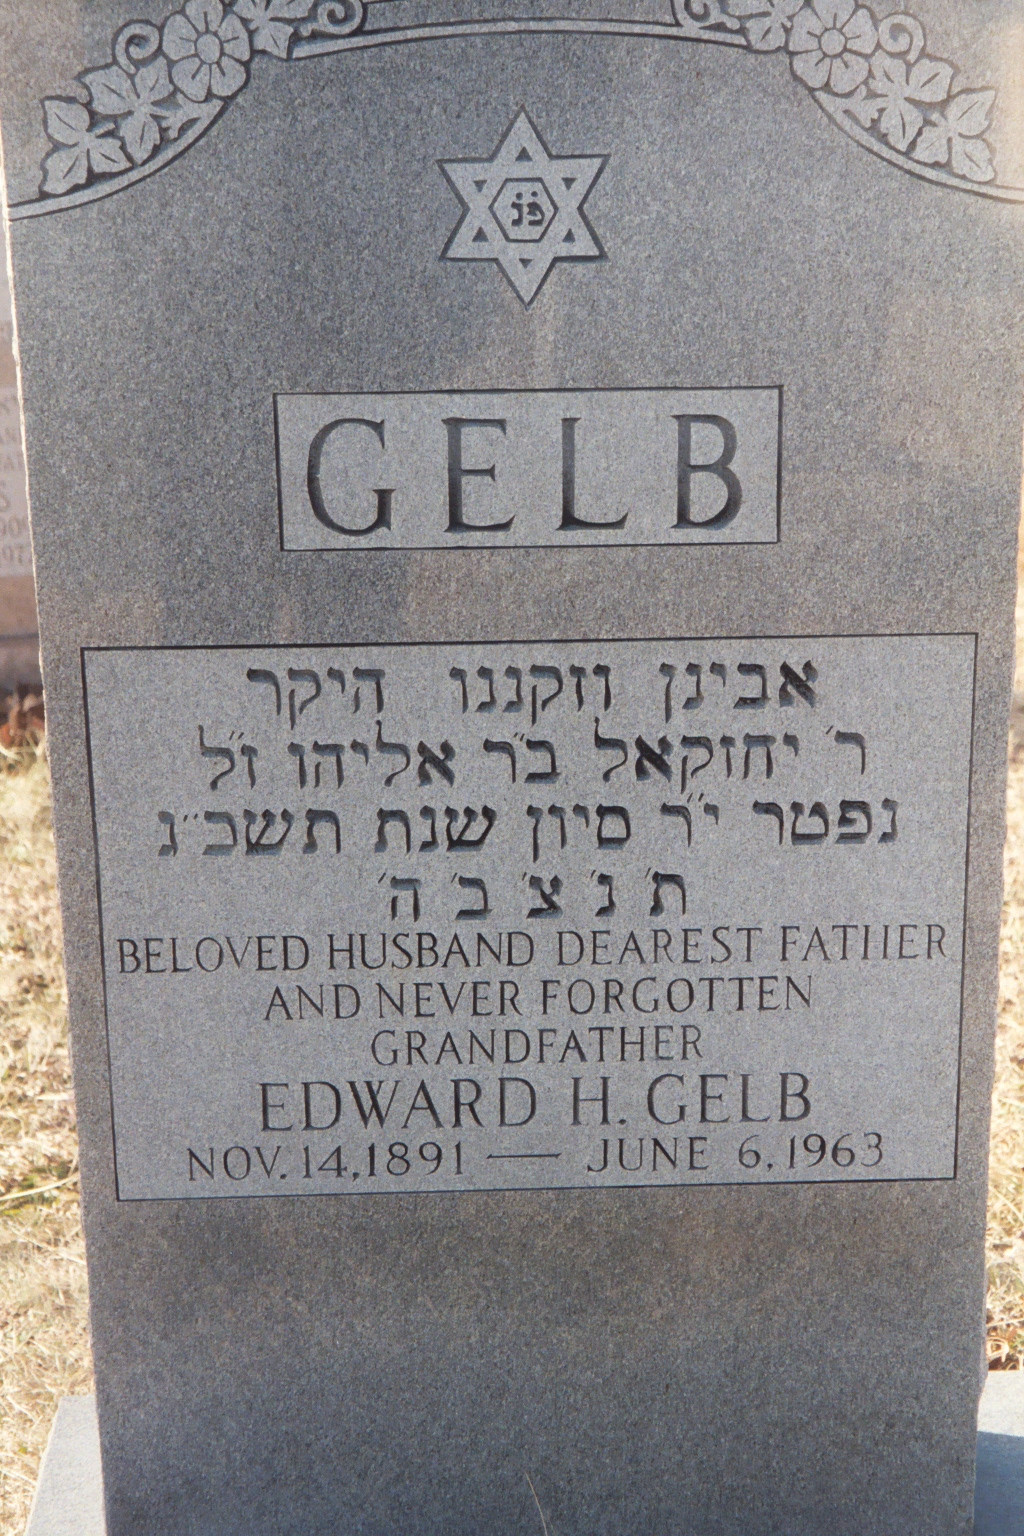 פ״נ
GELB
אבינן וזקננו היקר
ר׳ יחזקאל ב״ר אליהו ז״ל
נפטר י״ר סיון שנת תשכ״ג
ת׳ נ׳ צ׳ ב׳ ה׳
BELOVED HUSBAND DEAREST FATHER
AND NEVER FORGOTTEN
GRANDFATHER
EDWARD H. GELB
NOV. 14, 1891 — JUNE 6, 1963